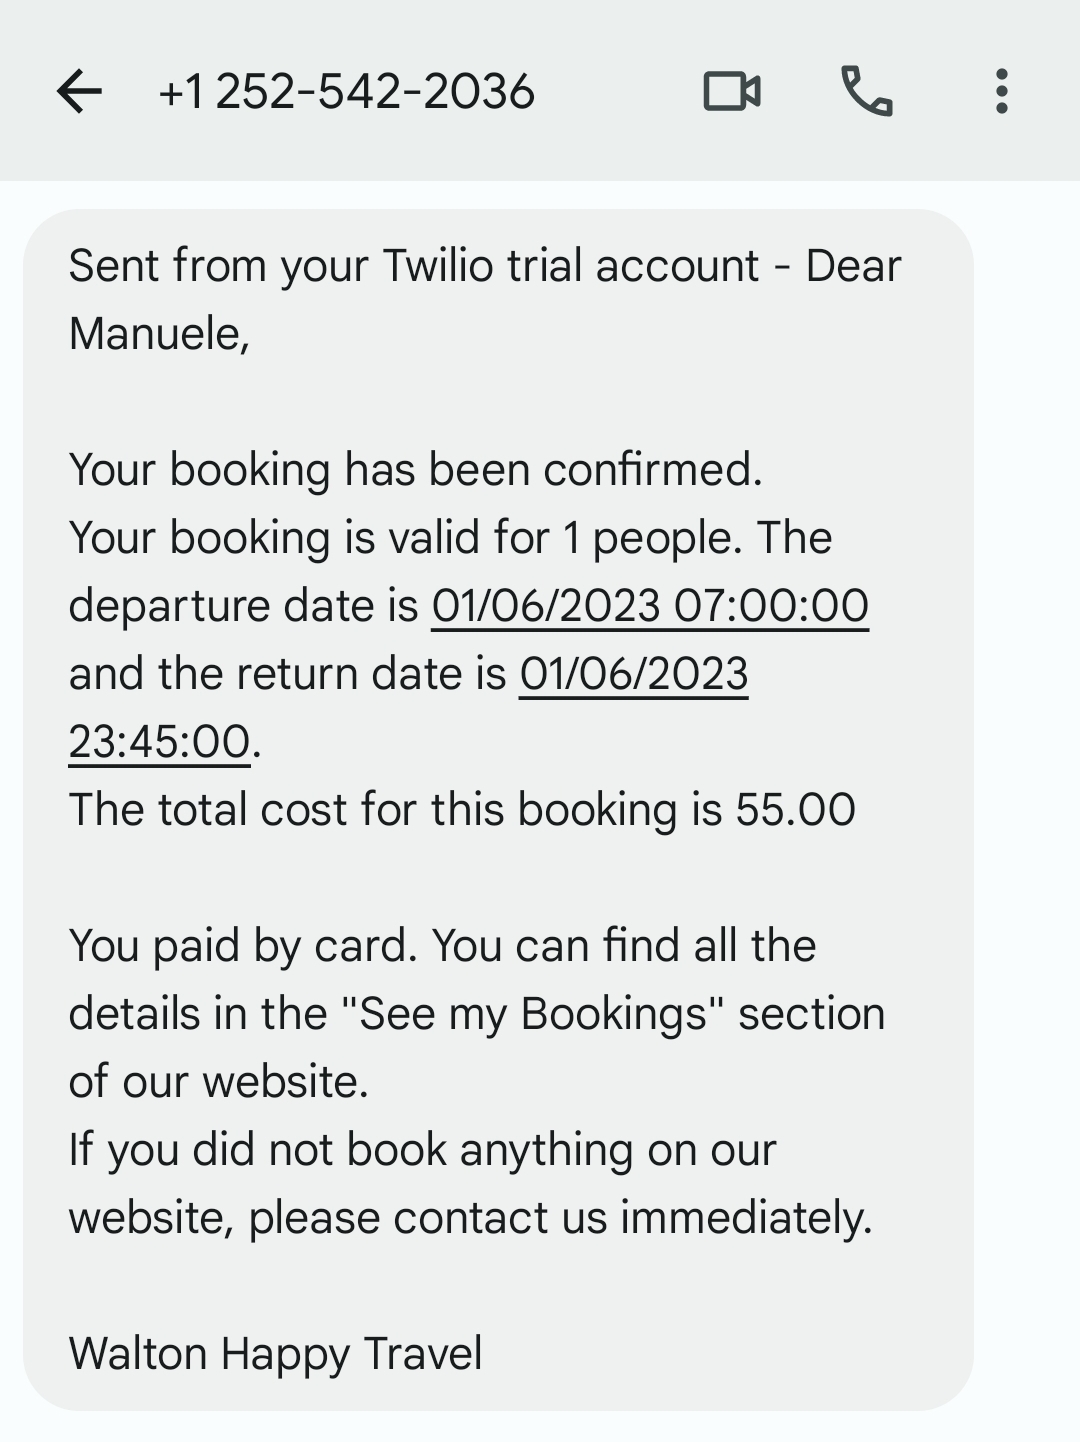 +1 252-542-2036
Sent from your Twilio trial account - Dear
Manuele,
Your booking has been confirmed.
Your booking is valid for 1 people. The
departure date is 01/06/2023 07:00:00
and the return date is 01/06/2023
23:45:00.
The total cost for this booking is 55.00
You paid by card. You can find all the
details in the "See my Bookings" section
of our website.
If you did not book anything on our
website, please contact us immediately.
Walton Happy Travel